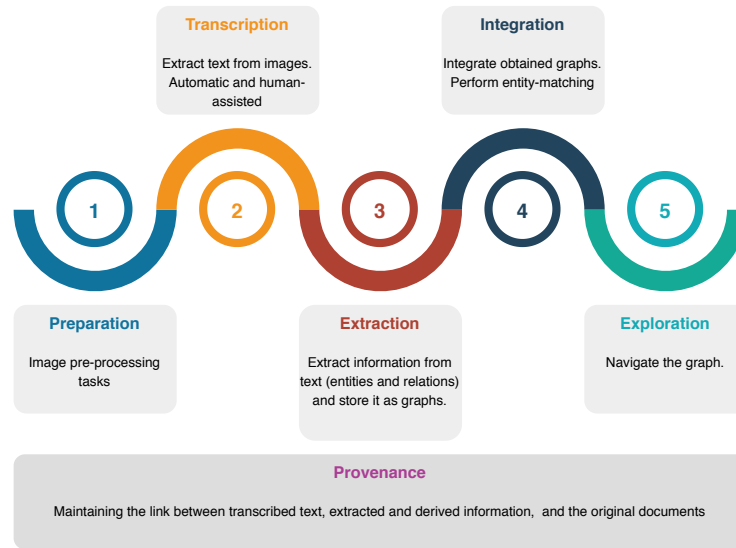 Transcription
Extract text from images.
Automatic and human-
assisted
Integration
Integrate obtained graphs.
Perform entity-matching
1
2
3
4
5
Preparation
Image pre-processing
tasks
Extraction
Extract information from
text (entities and relations)
and store it as graphs.
Exploration
Navigate the graph.
Provenance
Maintaining the link between transcribed text, extracted and derived information, and the original documents